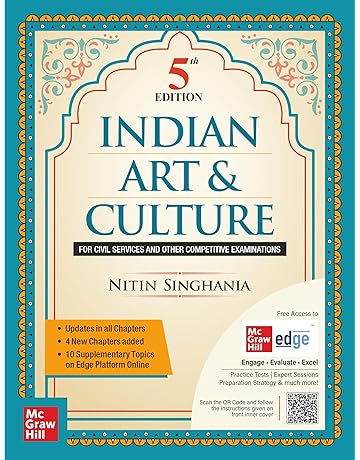 5th
EDITION
INDIAN
ART &
CULTURE
FOR CIVIL SERVICES AND OTHER COMPETITIVE EXAMINATIONS
NITIN SINGHANIA
• Updates in all Chapters
• 4 New Chapters added
• 10 Supplementary Topics
on Edge Platform Online
Free Access to
Mc
Graw
Hill
edge™
Engage • Evaluate • Excel
Practice Tests | Expert Sessions
Preparation Strategy & much more!
Scan the QR Code and follow
the instructions given on
front inner cover
Mc
Graw
Hill